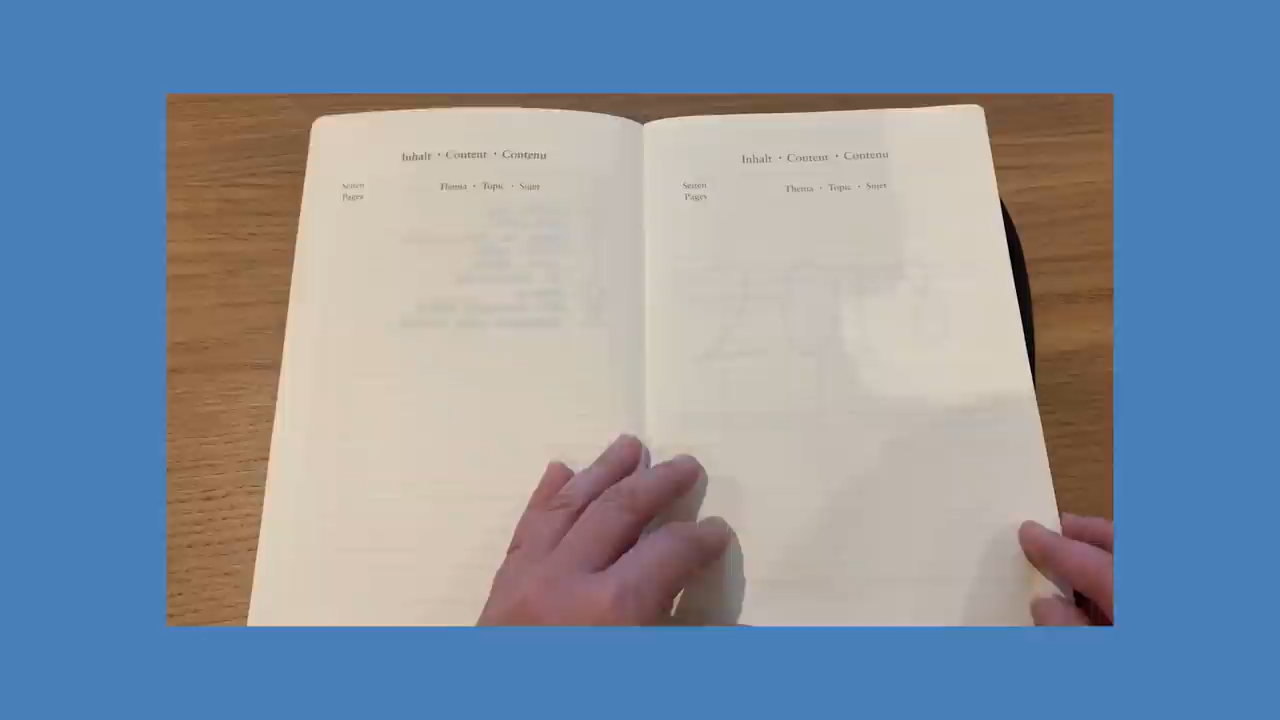 Inhalt · Content · Contenu
Seiten
Pages
Thema · Topic · Sujet
Inhalt · Content · Contenu
Seiten
Pages
Thema · Topic · Sujet